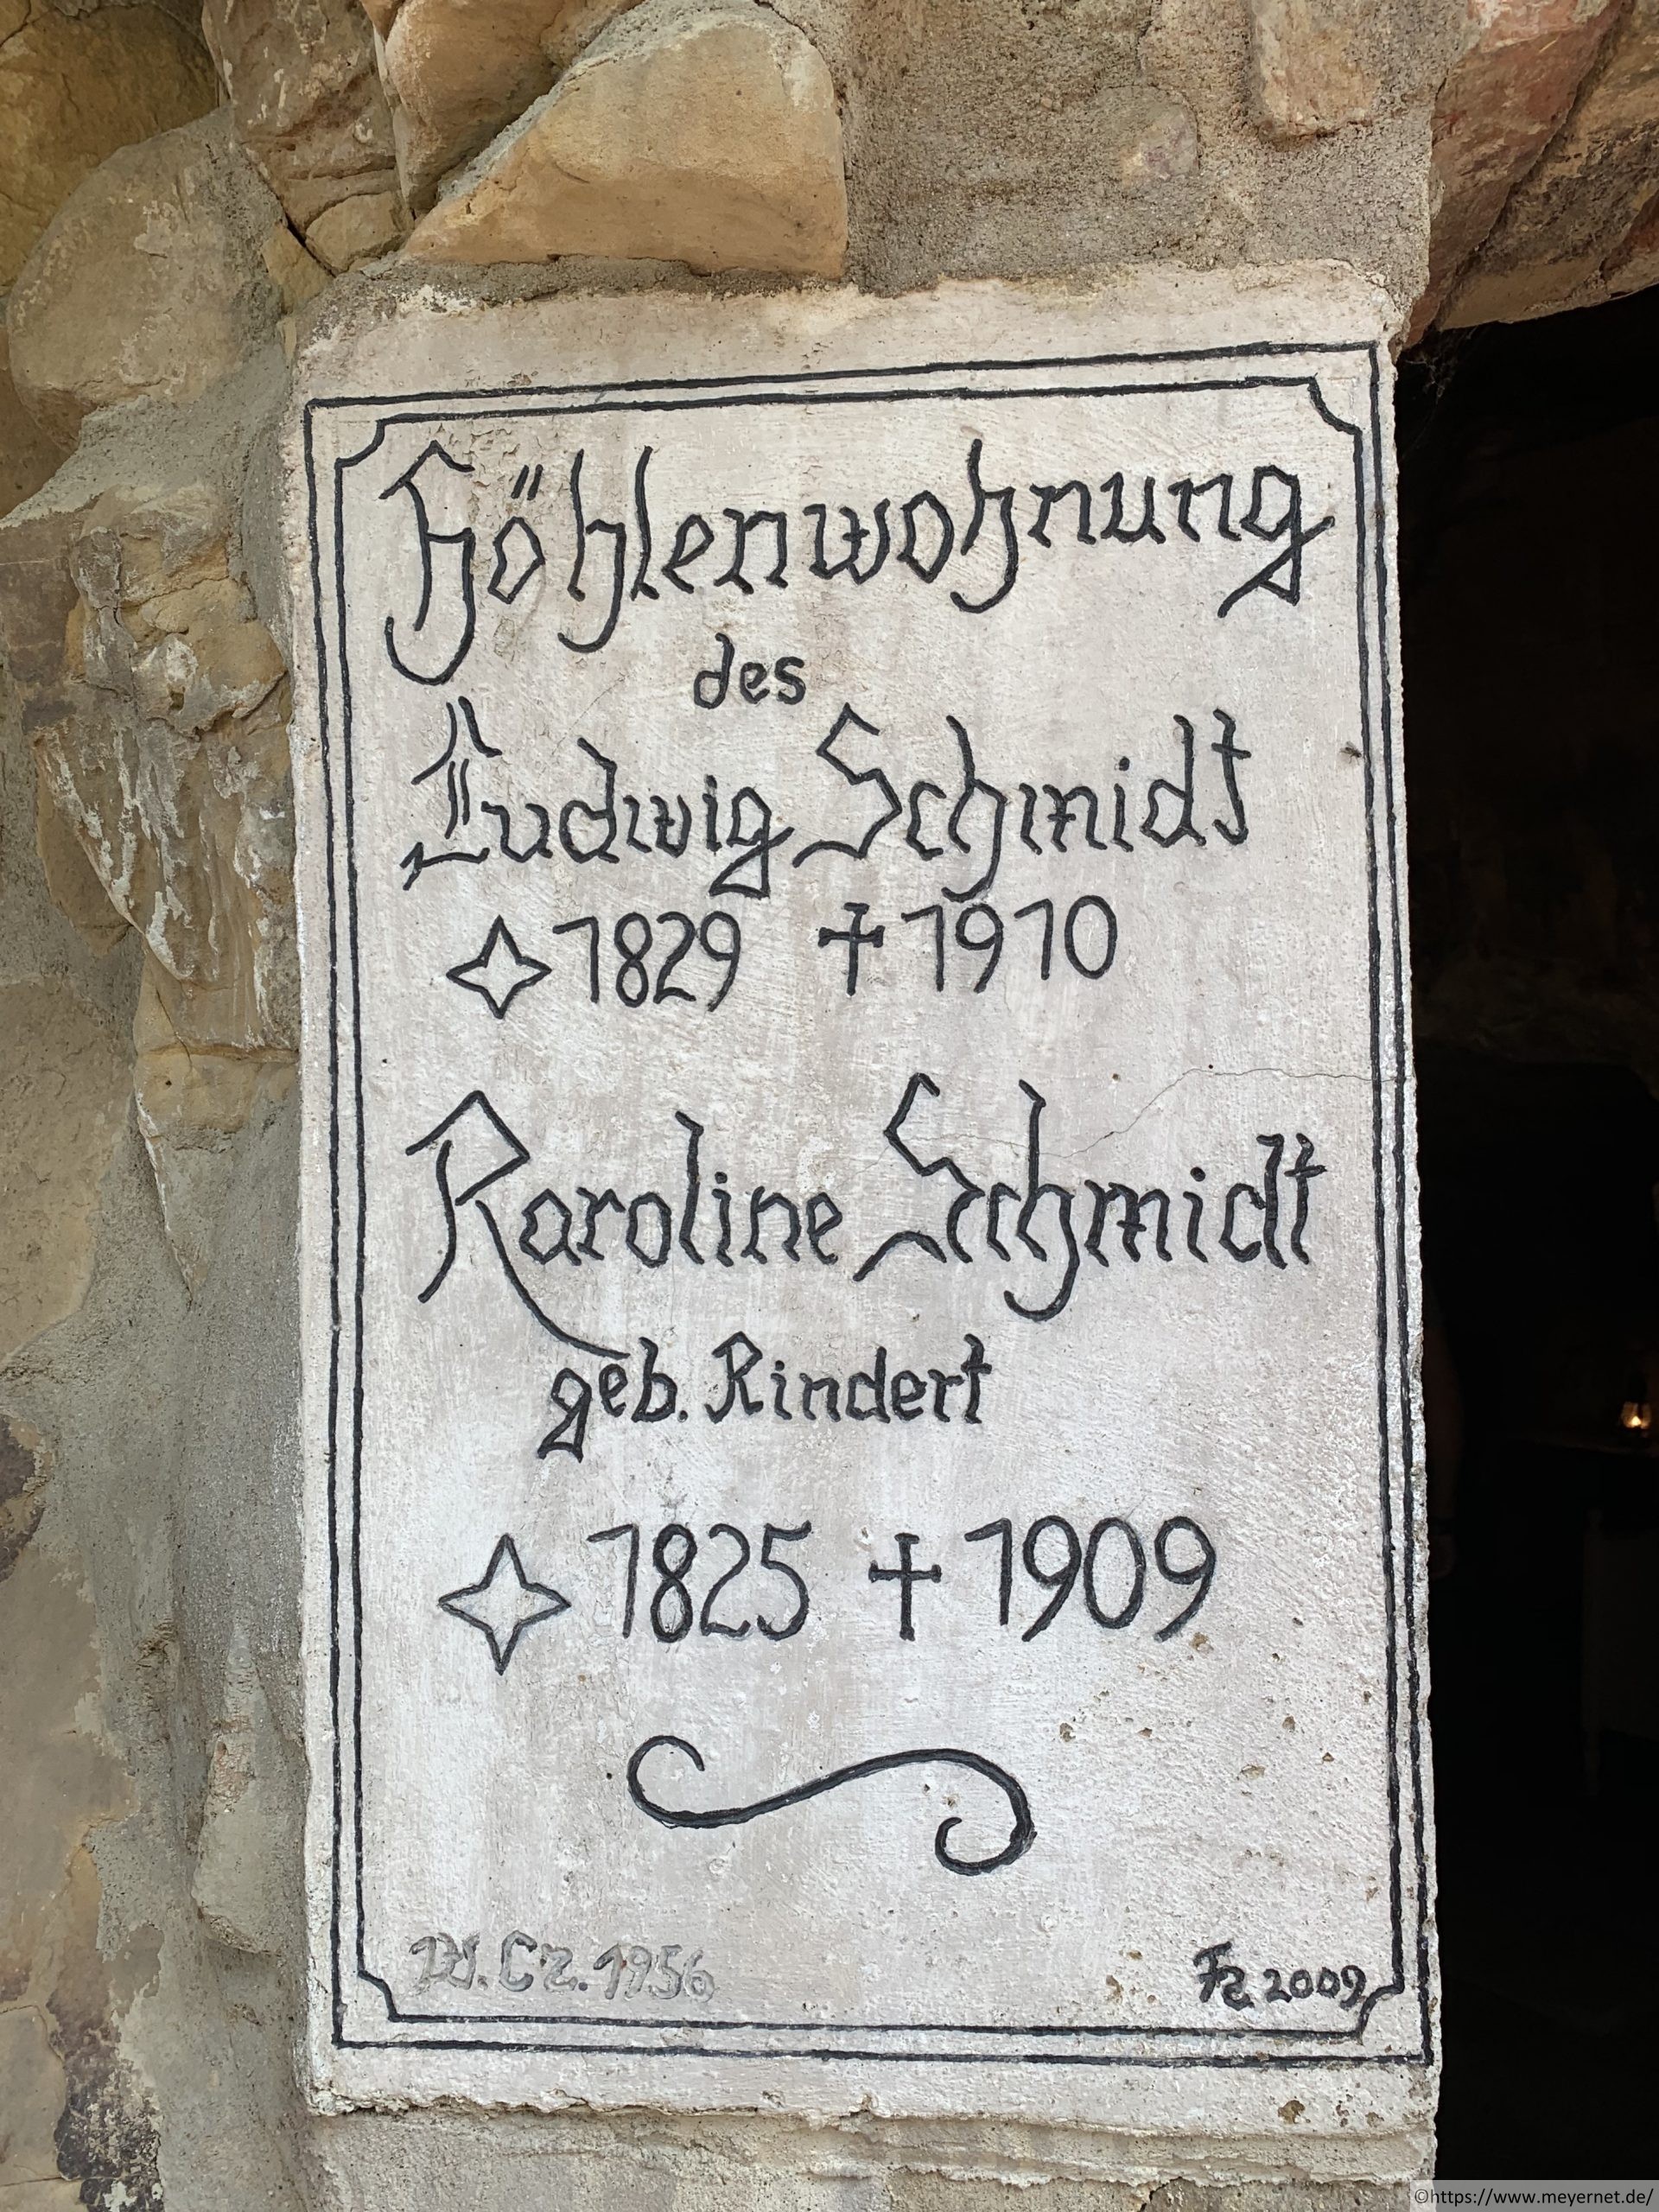 Höhlenwohnung
des
Ludwig Schmidt
1829 † 1910
Karoline Schmidt
geb. Rindert
1825 † 1909
Cz. 1956
2009
©https://www.meyernet.de/